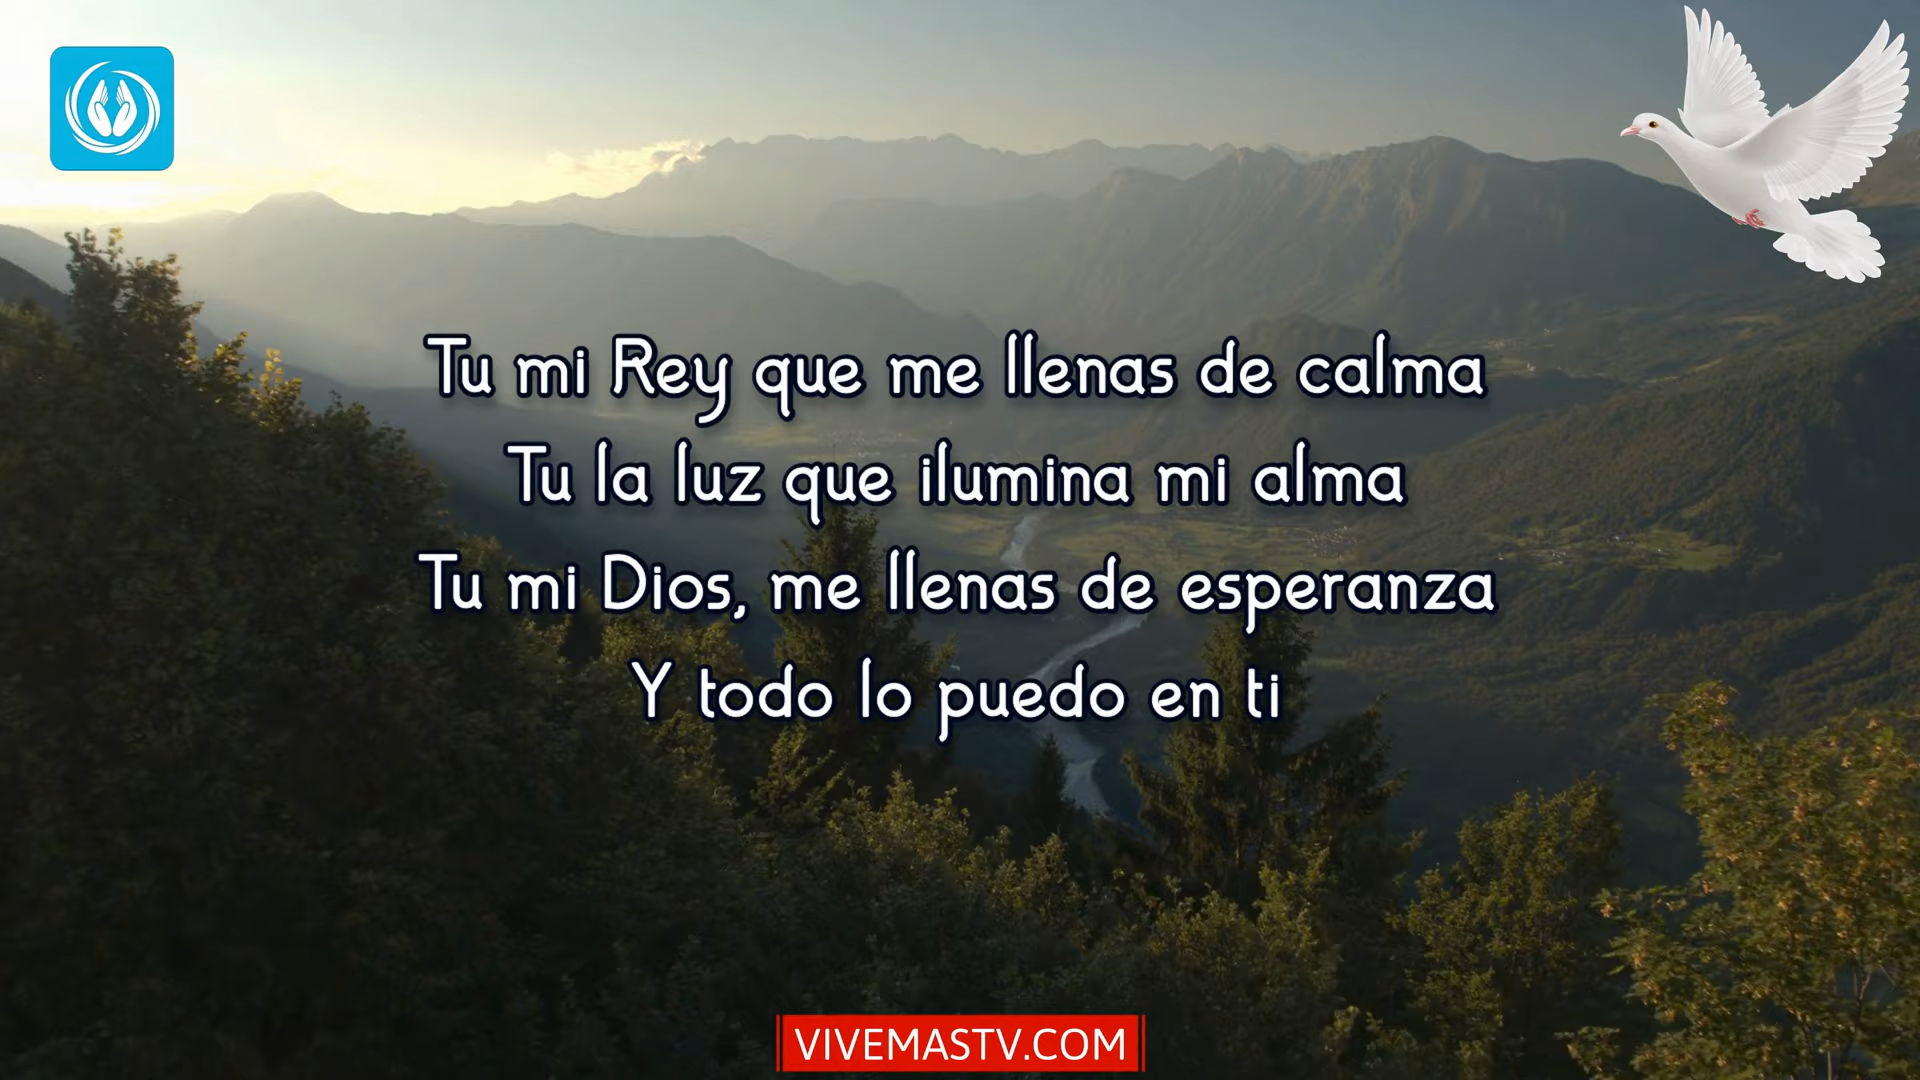 Tu mi Rey que me llenas de calma
Tu la luz que ilumina mi alma
Tu mi Dios, me llenas de esperanza
Y todo lo puedo en ti
VIVEMASTV.COM